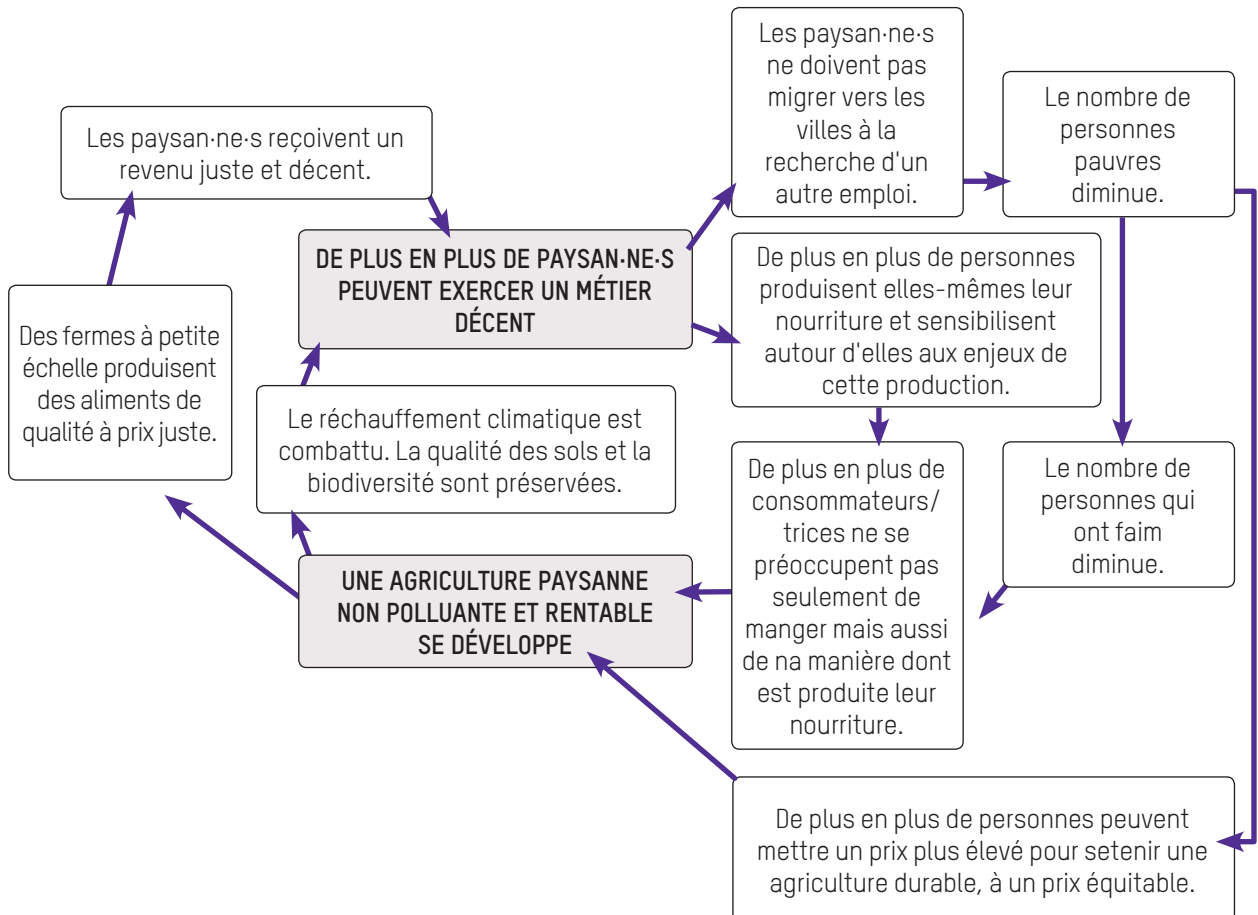 Les paysan·ne·s
ne doivent pas
migrer vers les
villes à la
recherche d'un
autre emploi.
Le nombre de
personnes
pauvres
diminue.
Les paysan·ne·s reçoivent un
revenu juste et décent.
DE PLUS EN PLUS DE PAYSAN·NE·S
PEUVENT EXERCER UN MÉTIER
DÉCENT
De plus en plus de personnes
produisent elles-mêmes leur
nourriture et sensibilisent
autour d'elles aux enjeux de
cette production.
Des fermes à petite
échelle produisent
des aliments de
qualité à prix juste.
Le réchauffement climatique est
combattu. La qualité des sols et la
biodiversité sont préservées.
De plus en plus de
consommateurs/
trices ne se
préoccupent pas
seulement de
manger mais aussi
de na manière dont
est produite leur
nourriture.
Le nombre de
personnes qui
ont faim
diminue.
UNE AGRICULTURE PAYSANNE
NON POLLUANTE ET RENTABLE
SE DÉVELOPPE
De plus en plus de personnes peuvent
mettre un prix plus élevé pour setenir une
agriculture durable, à un prix équitable.